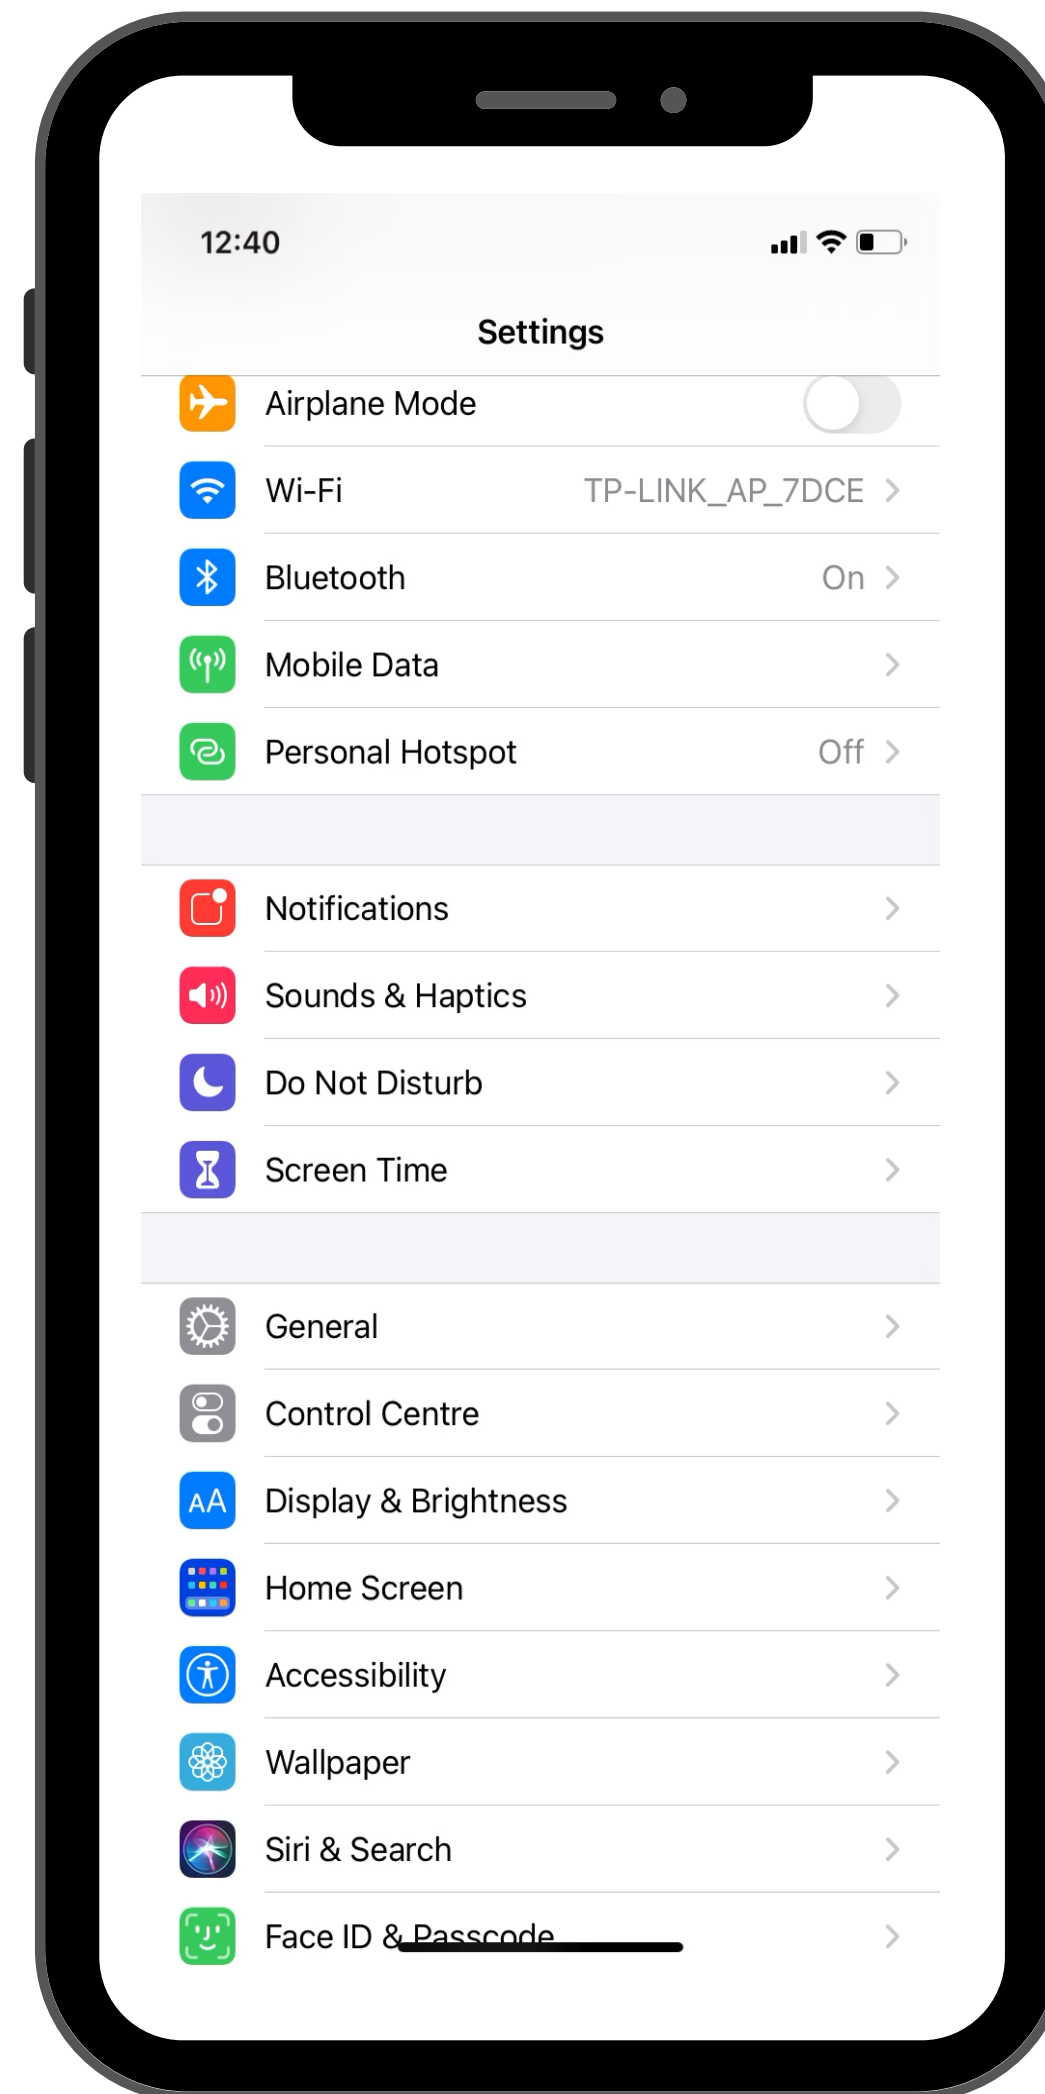 12:40
Settings
Airplane Mode
Wi-Fi TP-LINK_AP_7DCE
Bluetooth On
Mobile Data
Personal Hotspot Off
Notifications
Sounds & Haptics
Do Not Disturb
Screen Time
General
Control Centre
AA Display & Brightness
Home Screen
Accessibility
Wallpaper
Siri & Search
Face ID & Passcode